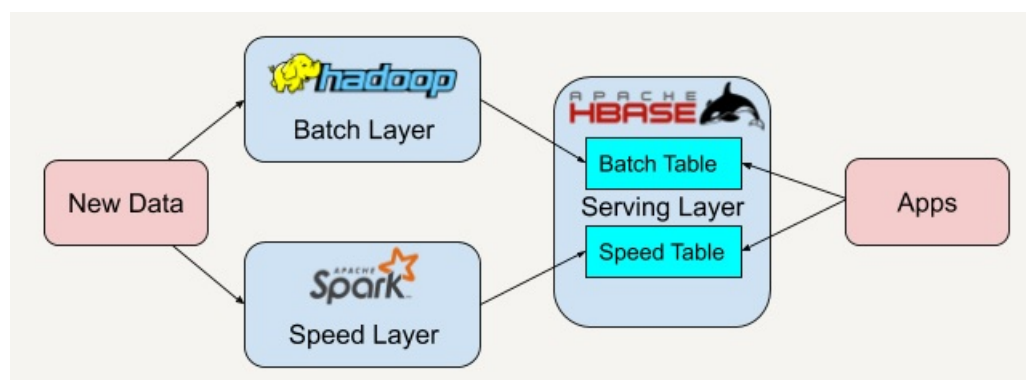 New Data
hadoop
Batch Layer
APACHE
Spark
Speed Layer
APACHE
HBASE
Batch Table
Serving Layer
Speed Table
Apps